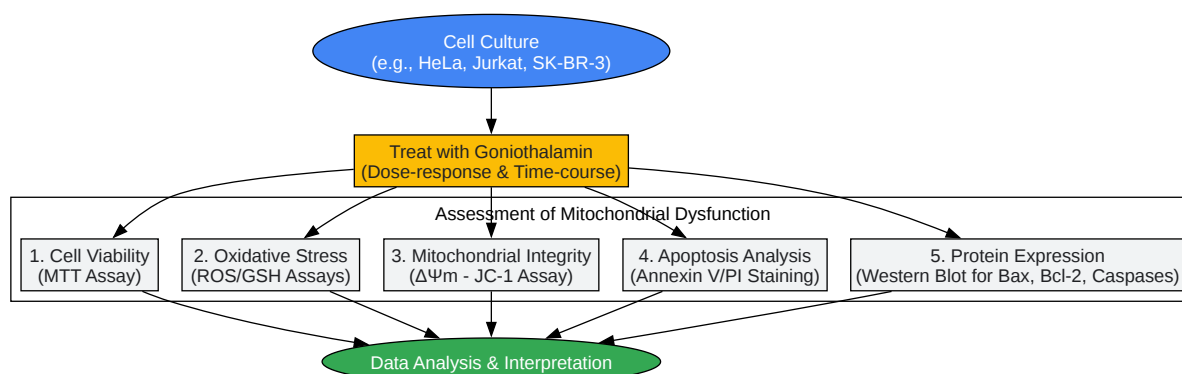 Cell Culture
(e.g., HeLa, Jurkat, SK-BR-3)
Treat with Goniothalamin
(Dose-response & Time-course)
Assessment of Mitochondrial Dysfunction
1. Cell Viability
(MTT Assay)
2. Oxidative Stress
(ROS/GSH Assays)
3. Mitochondrial Integrity
(ΔΨm - JC-1 Assay)
4. Apoptosis Analysis
(Annexin V/PI Staining)
5. Protein Expression
(Western Blot for Bax, Bcl-2, Caspases)
Data Analysis & Interpretation